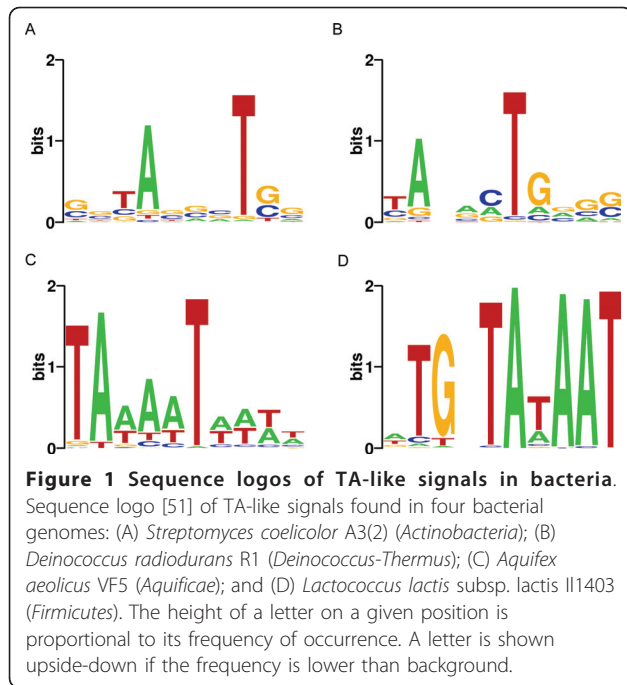 A
B
2
1
0
bits
2
1
0
bits
C
D
2
1
0
bits
2
1
0
bits
Figure 1 Sequence logos of TA-like signals in bacteria.
Sequence logo [51] of TA-like signals found in four bacterial
genomes: (A) Streptomyces coelicolor A3(2) (Actinobacteria); (B)
Deinococcus radiodurans R1 (Deinococcus-Thermus); (C) Aquifex
aeolicus VF5 (Aquificae); and (D) Lactococcus lactis subsp. lactis Il1403
(Firmicutes). The height of a letter on a given position is
proportional to its frequency of occurrence. A letter is shown
upside-down if the frequency is lower than background.